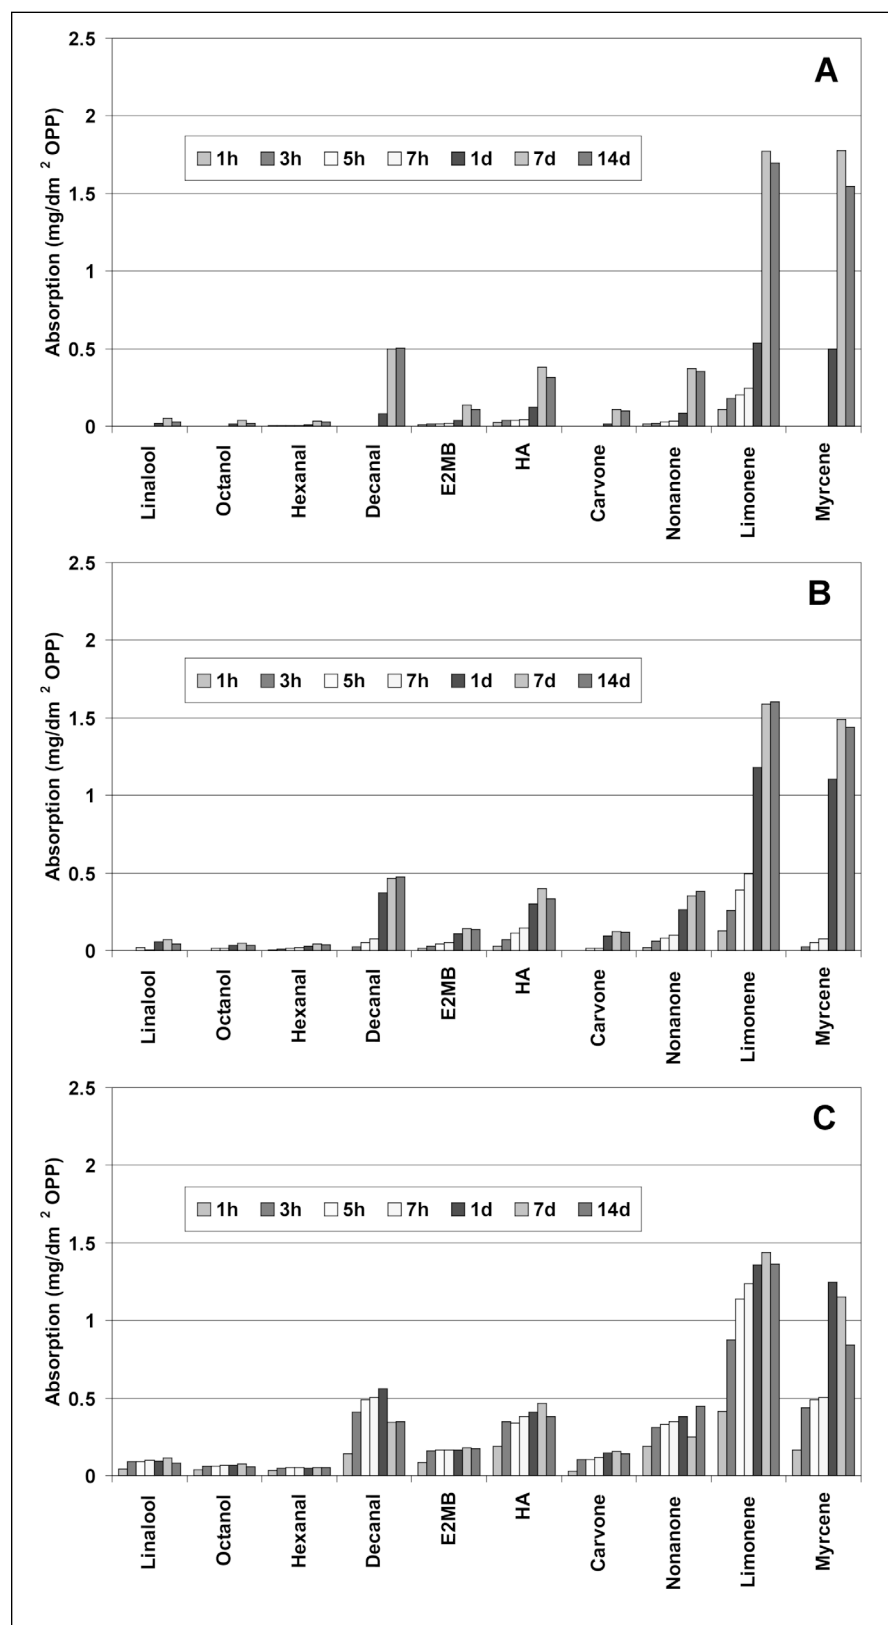 A
Absorption (mg/dm 2 OPP)
2.5
2
1.5
1
0.5
0
1h 3h 5h 7h 1d 7d 14d
Linalool Octanol Hexanal Decanal E2MB HA Carvone Nonanone Limonene Myrcene
B
Absorption (mg/dm 2 OPP)
2.5
2
1.5
1
0.5
0
1h 3h 5h 7h 1d 7d 14d
Linalool Octanol Hexanal Decanal E2MB HA Carvone Nonanone Limonene Myrcene
C
Absorption (mg/dm 2 OPP)
2.5
2
1.5
1
0.5
0
1h 3h 5h 7h 1d 7d 14d
Linalool Octanol Hexanal Decanal E2MB HA Carvone Nonanone Limonene Myrcene